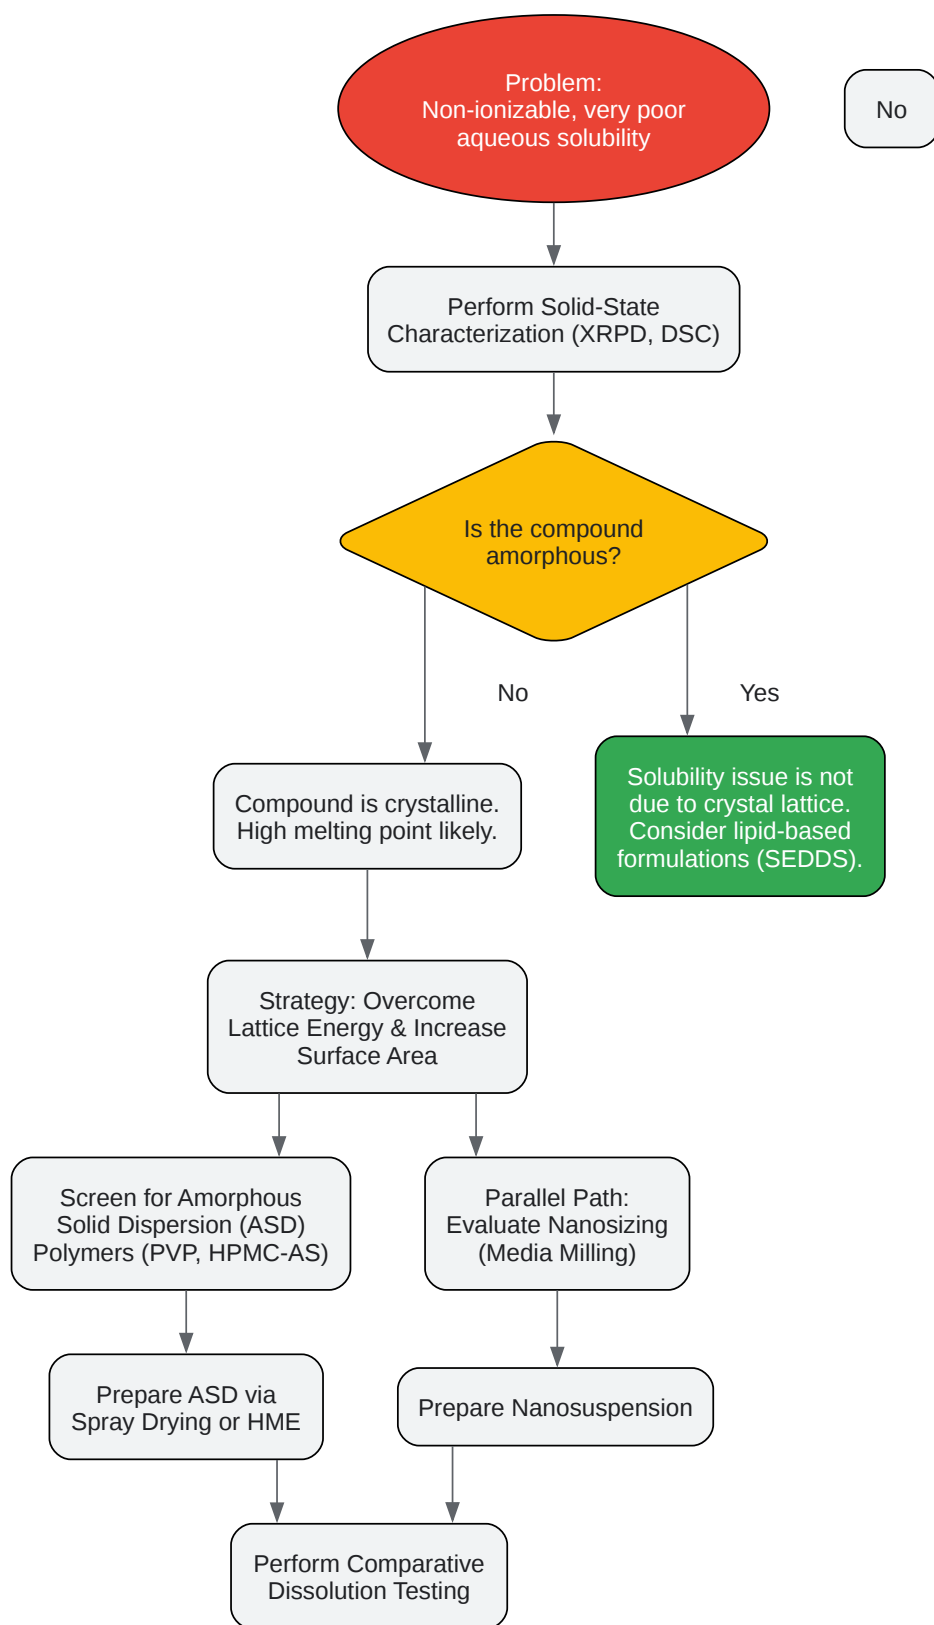 Problem:
Non-ionizable, very poor
aqueous solubility
No
Perform Solid-State
Characterization (XRPD, DSC)
Is the compound
amorphous?
No
Yes
Compound is crystalline.
High melting point likely.
Solubility issue is not
due to crystal lattice.
Consider lipid-based
formulations (SEDDS).
Strategy: Overcome
Lattice Energy & Increase
Surface Area
Screen for Amorphous
Solid Dispersion (ASD)
Polymers (PVP, HPMC-AS)
Parallel Path:
Evaluate Nanosizing
(Media Milling)
Prepare ASD via
Spray Drying or HME
Prepare Nanosuspension
Perform Comparative
Dissolution Testing